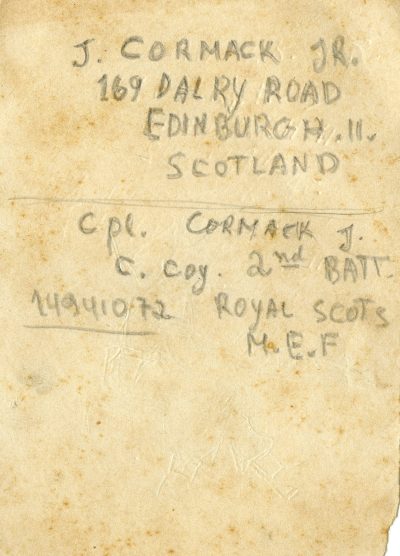 J. CORMACK JR.
169 DALRY ROAD
EDINBURGH. 11.
SCOTLAND
Cpl. CORMACK J.
C. Coy. 2nd BATT.
14941072 ROYAL SCOTS
M.E.F